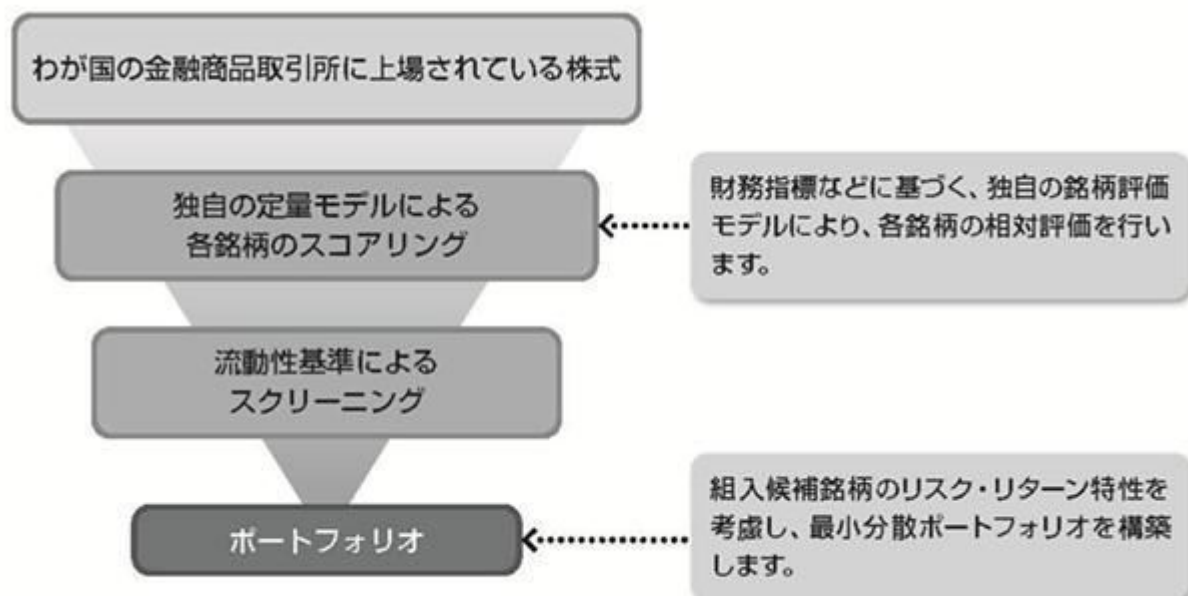 わが国の金融商品取引所に上場されている株式
独自の定量モデルによる
各銘柄のスコアリング
財務指標などに基づく、独自の銘柄評価
モデルにより、各銘柄の相対評価を行い
ます。
流動性基準による
スクリーニング
ポートフォリオ
組入候補銘柄のリスク・リターン特性を
考慮し、最小分散ポートフォリオを構築
します。